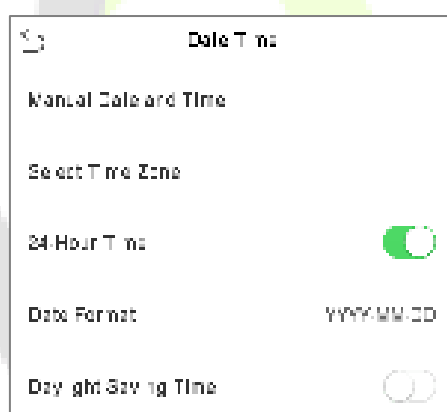 Date Time
Manual Date and Time
Select Time Zone
24-Hour Time
Date Format YYYY-MM-DD
Daylight Saving Time